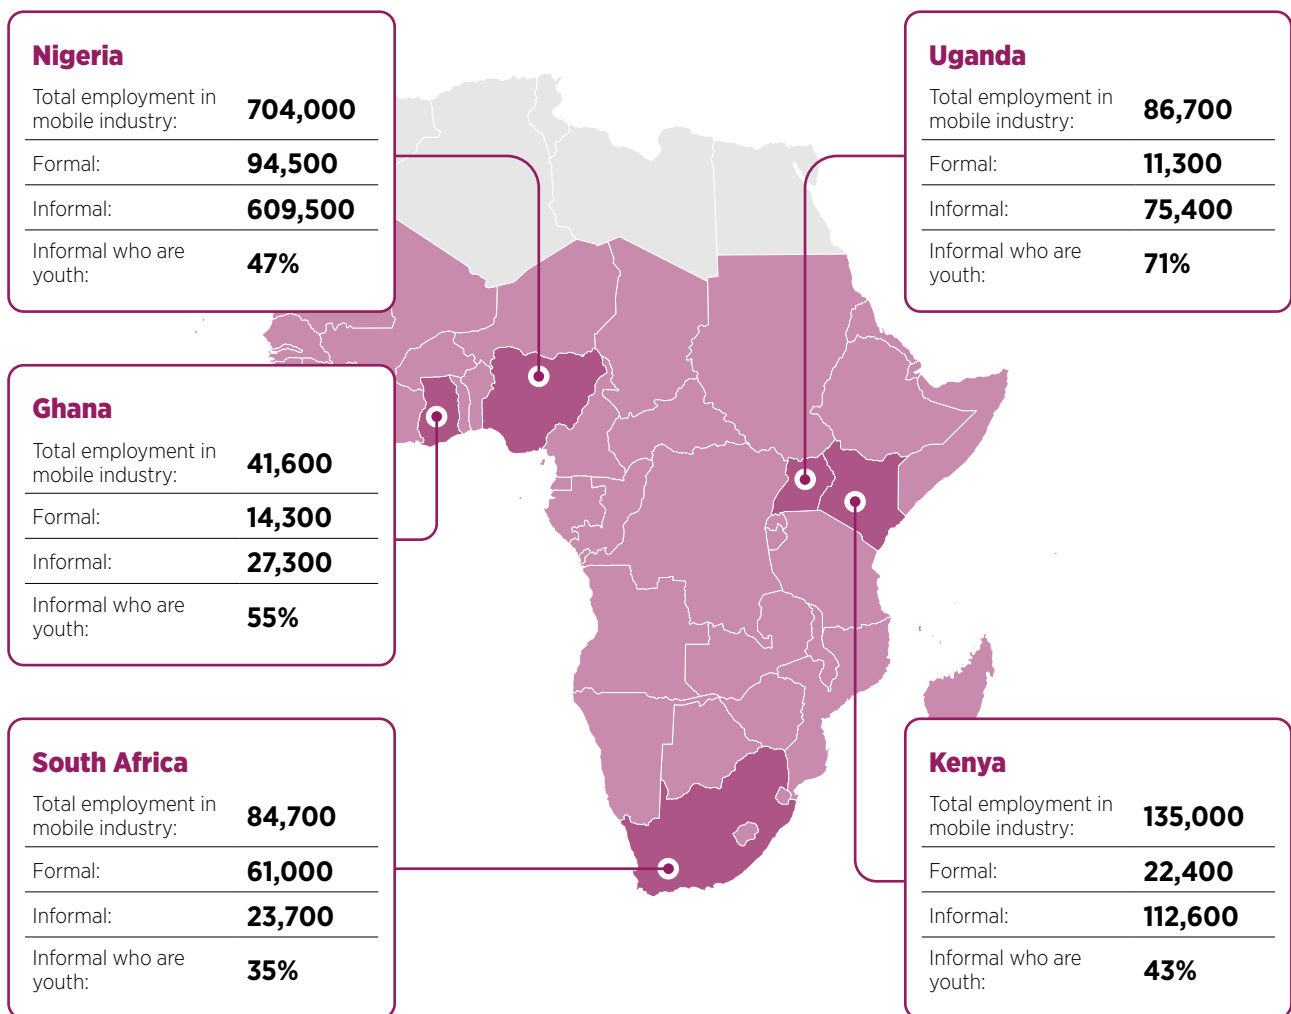 Nigeria
Total employment in
mobile industry:
704,000
Formal:
94,500
Informal:
609,500
Informal who are
youth:
47%
Uganda
Total employment in
mobile industry:
86,700
Formal:
11,300
Informal:
75,400
Informal who are
youth:
71%
Ghana
Total employment in
mobile industry:
41,600
Formal:
14,300
Informal:
27,300
Informal who are
youth:
55%
South Africa
Total employment in
mobile industry:
84,700
Formal:
61,000
Informal:
23,700
Informal who are
youth:
35%
Kenya
Total employment in
mobile industry:
135,000
Formal:
22,400
Informal:
112,600
Informal who are
youth:
43%